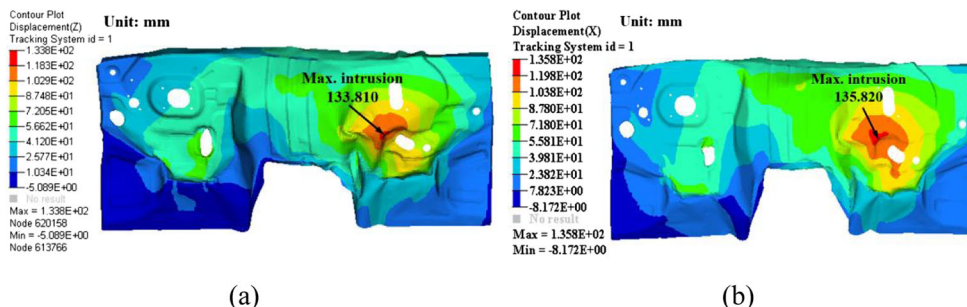 Contour Plot
Displacement(Z)
Tracking System id = 1
Unit: mm
1.338E+02
1.183E+02
1.029E+02
8.748E+01
7.205E+01
5.662E+01
4.120E+01
2.577E+01
1.034E+01
-5.089E+00
No result
Max = 1.338E+02
Node 620158
Min = -5.089E+00
Node 613766
Max. intrusion
133.810
(a)
Contour Plot
Displacement(X)
Tracking System id = 1
Unit: mm
1.358E+02
1.198E+02
1.038E+02
8.780E+01
7.180E+01
5.581E+01
3.981E+01
2.382E+01
7.823E+00
-8.172E+00
No result
Max = 1.358E+02
Min = -8.172E+00
Max. intrusion
135.820
(b)